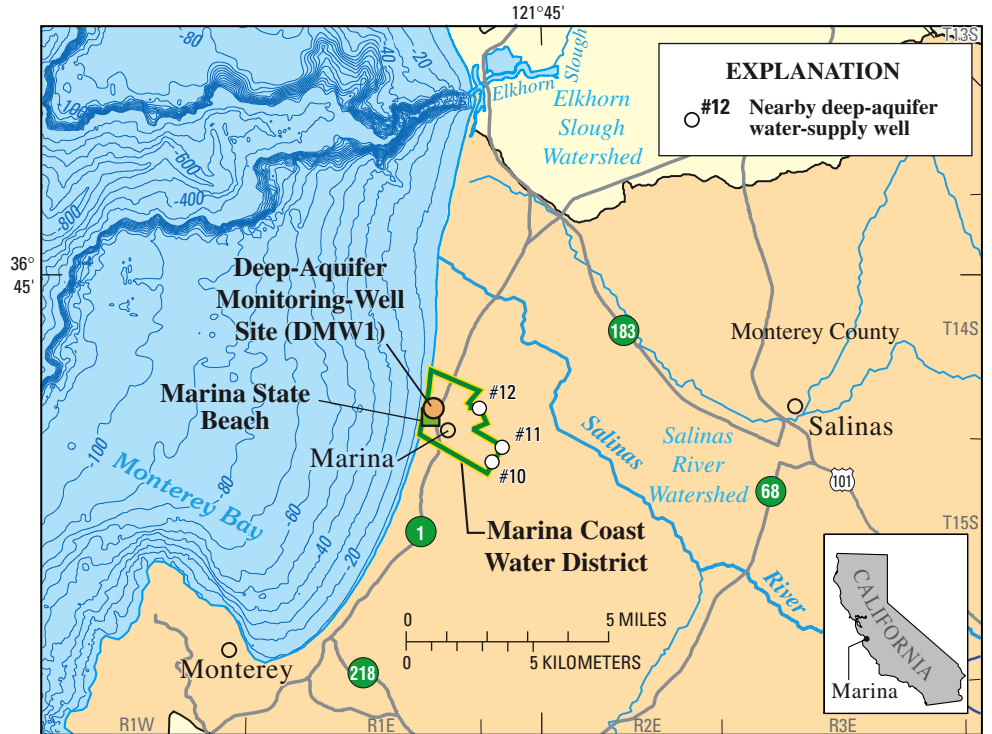 121°45'
T13S
EXPLANATION
#12 Nearby deep-aquifer
water-supply well
Elkhorn Slough
Elkhorn
Slough
Watershed
-80
-40
-20
-100
-600
-400
-800
36°
45'
Deep-Aquifer
Monitoring-Well
Site (DMW1)
183
Monterey County
T14S
Marina State
Beach
#12
#11
#10
Marina
Salinas
Salinas
River
Watershed
Salinas
River
68
101
-100
-80
-60
-40
-20
Monterey Bay
1
Marina Coast
Water District
T15S
0 5 MILES
0 5 KILOMETERS
CALIFORNIA
Marina
Monterey
218
R1W
R1E
R2E
R3E